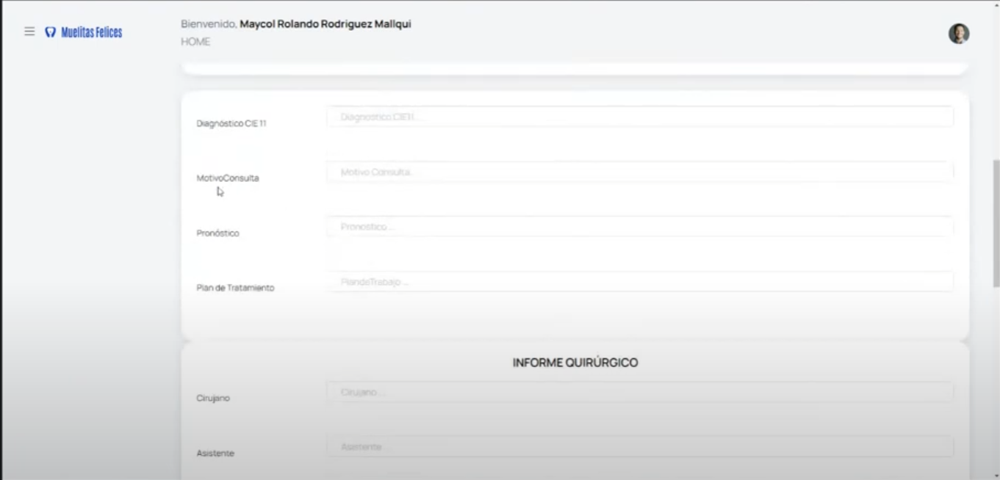 Muelitas Felices
Bienvenido, Maycol Rolando Rodriguez Mallqui
HOME
Diagnóstico CIE 11
Diagnostico CIE11...
MotivoConsulta
Motivo Consulta...
Pronóstico
Pronostico ...
Plan de Tratamiento
PlandeTrabajo ...
INFORME QUIRÚRGICO
Cirujano
Cirujano ...
Asistente
Asistente ...